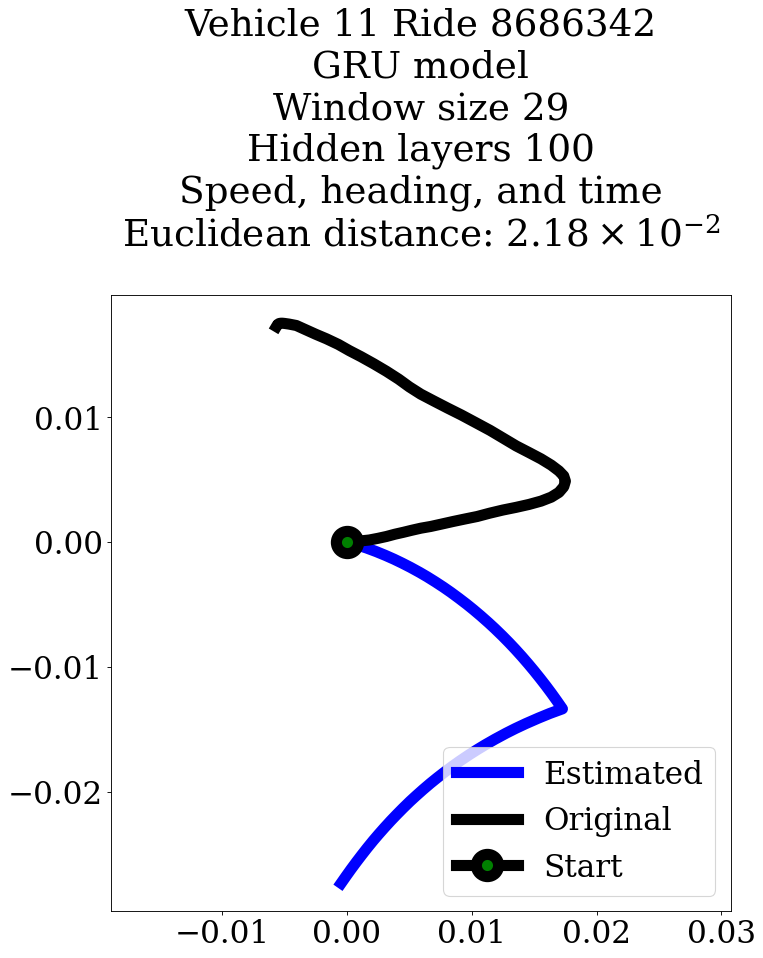 Vehicle 11 Ride 8686342
GRU model
Window size 29
Hidden layers 100
Speed, heading, and time
Euclidean distance: 2.18 × 10⁻²
0.01
0.00
−0.01
−0.02
Estimated
Original
Start
−0.01 0.00 0.01 0.02 0.03